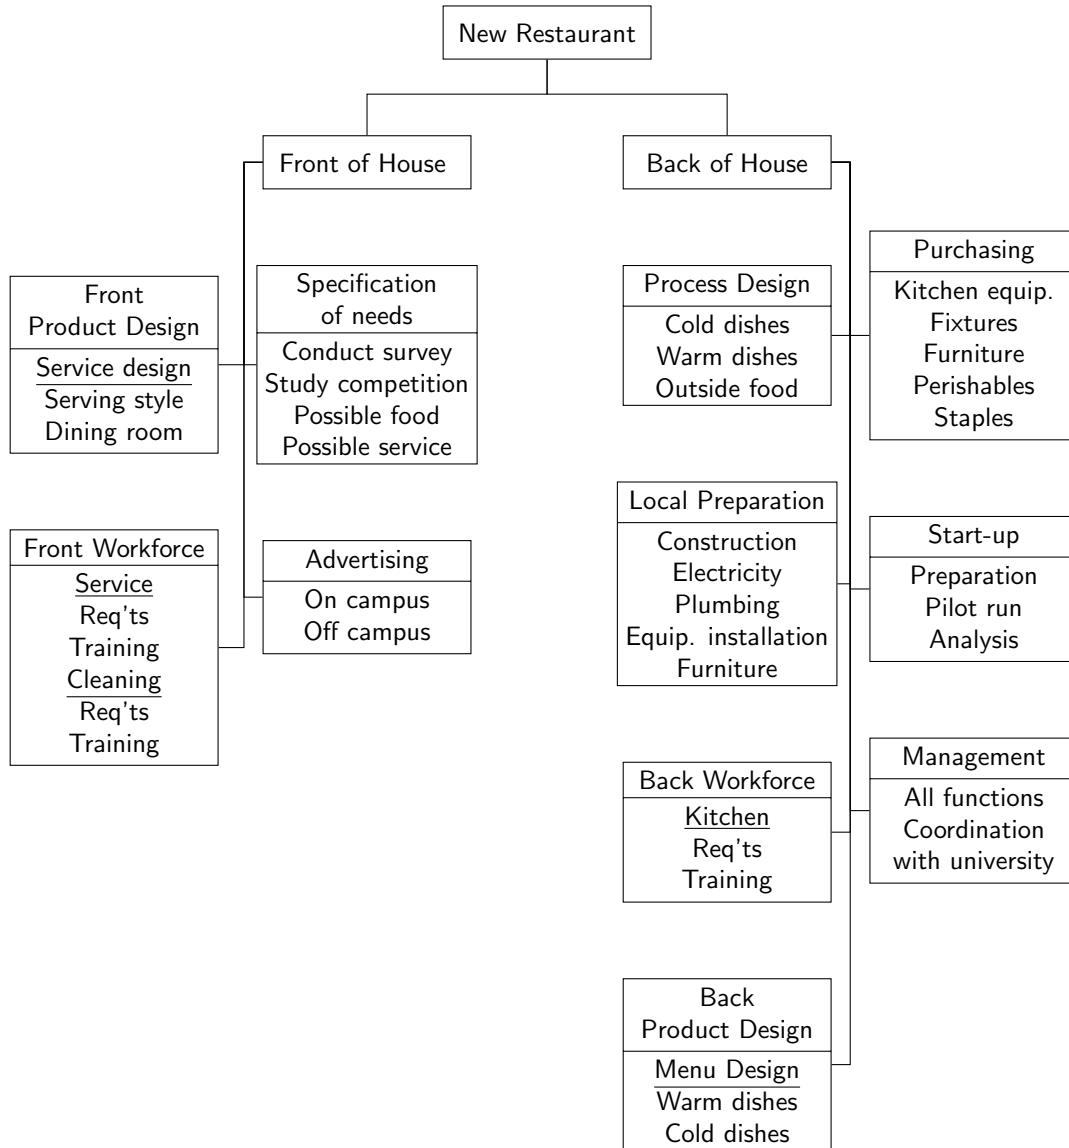 New Restaurant
Front of House
Back of House
Front
Product Design
Service design
Serving style
Dining room
Specification
of needs
Conduct survey
Study competition
Possible food
Possible service
Process Design
Cold dishes
Warm dishes
Outside food
Purchasing
Kitchen equip.
Fixtures
Furniture
Perishables
Staples
Front Workforce
Service
Req'ts
Training
Cleaning
Req'ts
Training
Advertising
On campus
Off campus
Local Preparation
Construction
Electricity
Plumbing
Equip. installation
Furniture
Start-up
Preparation
Pilot run
Analysis
Back Workforce
Kitchen
Req'ts
Training
Management
All functions
Coordination
with university
Back
Product Design
Menu Design
Warm dishes
Cold dishes